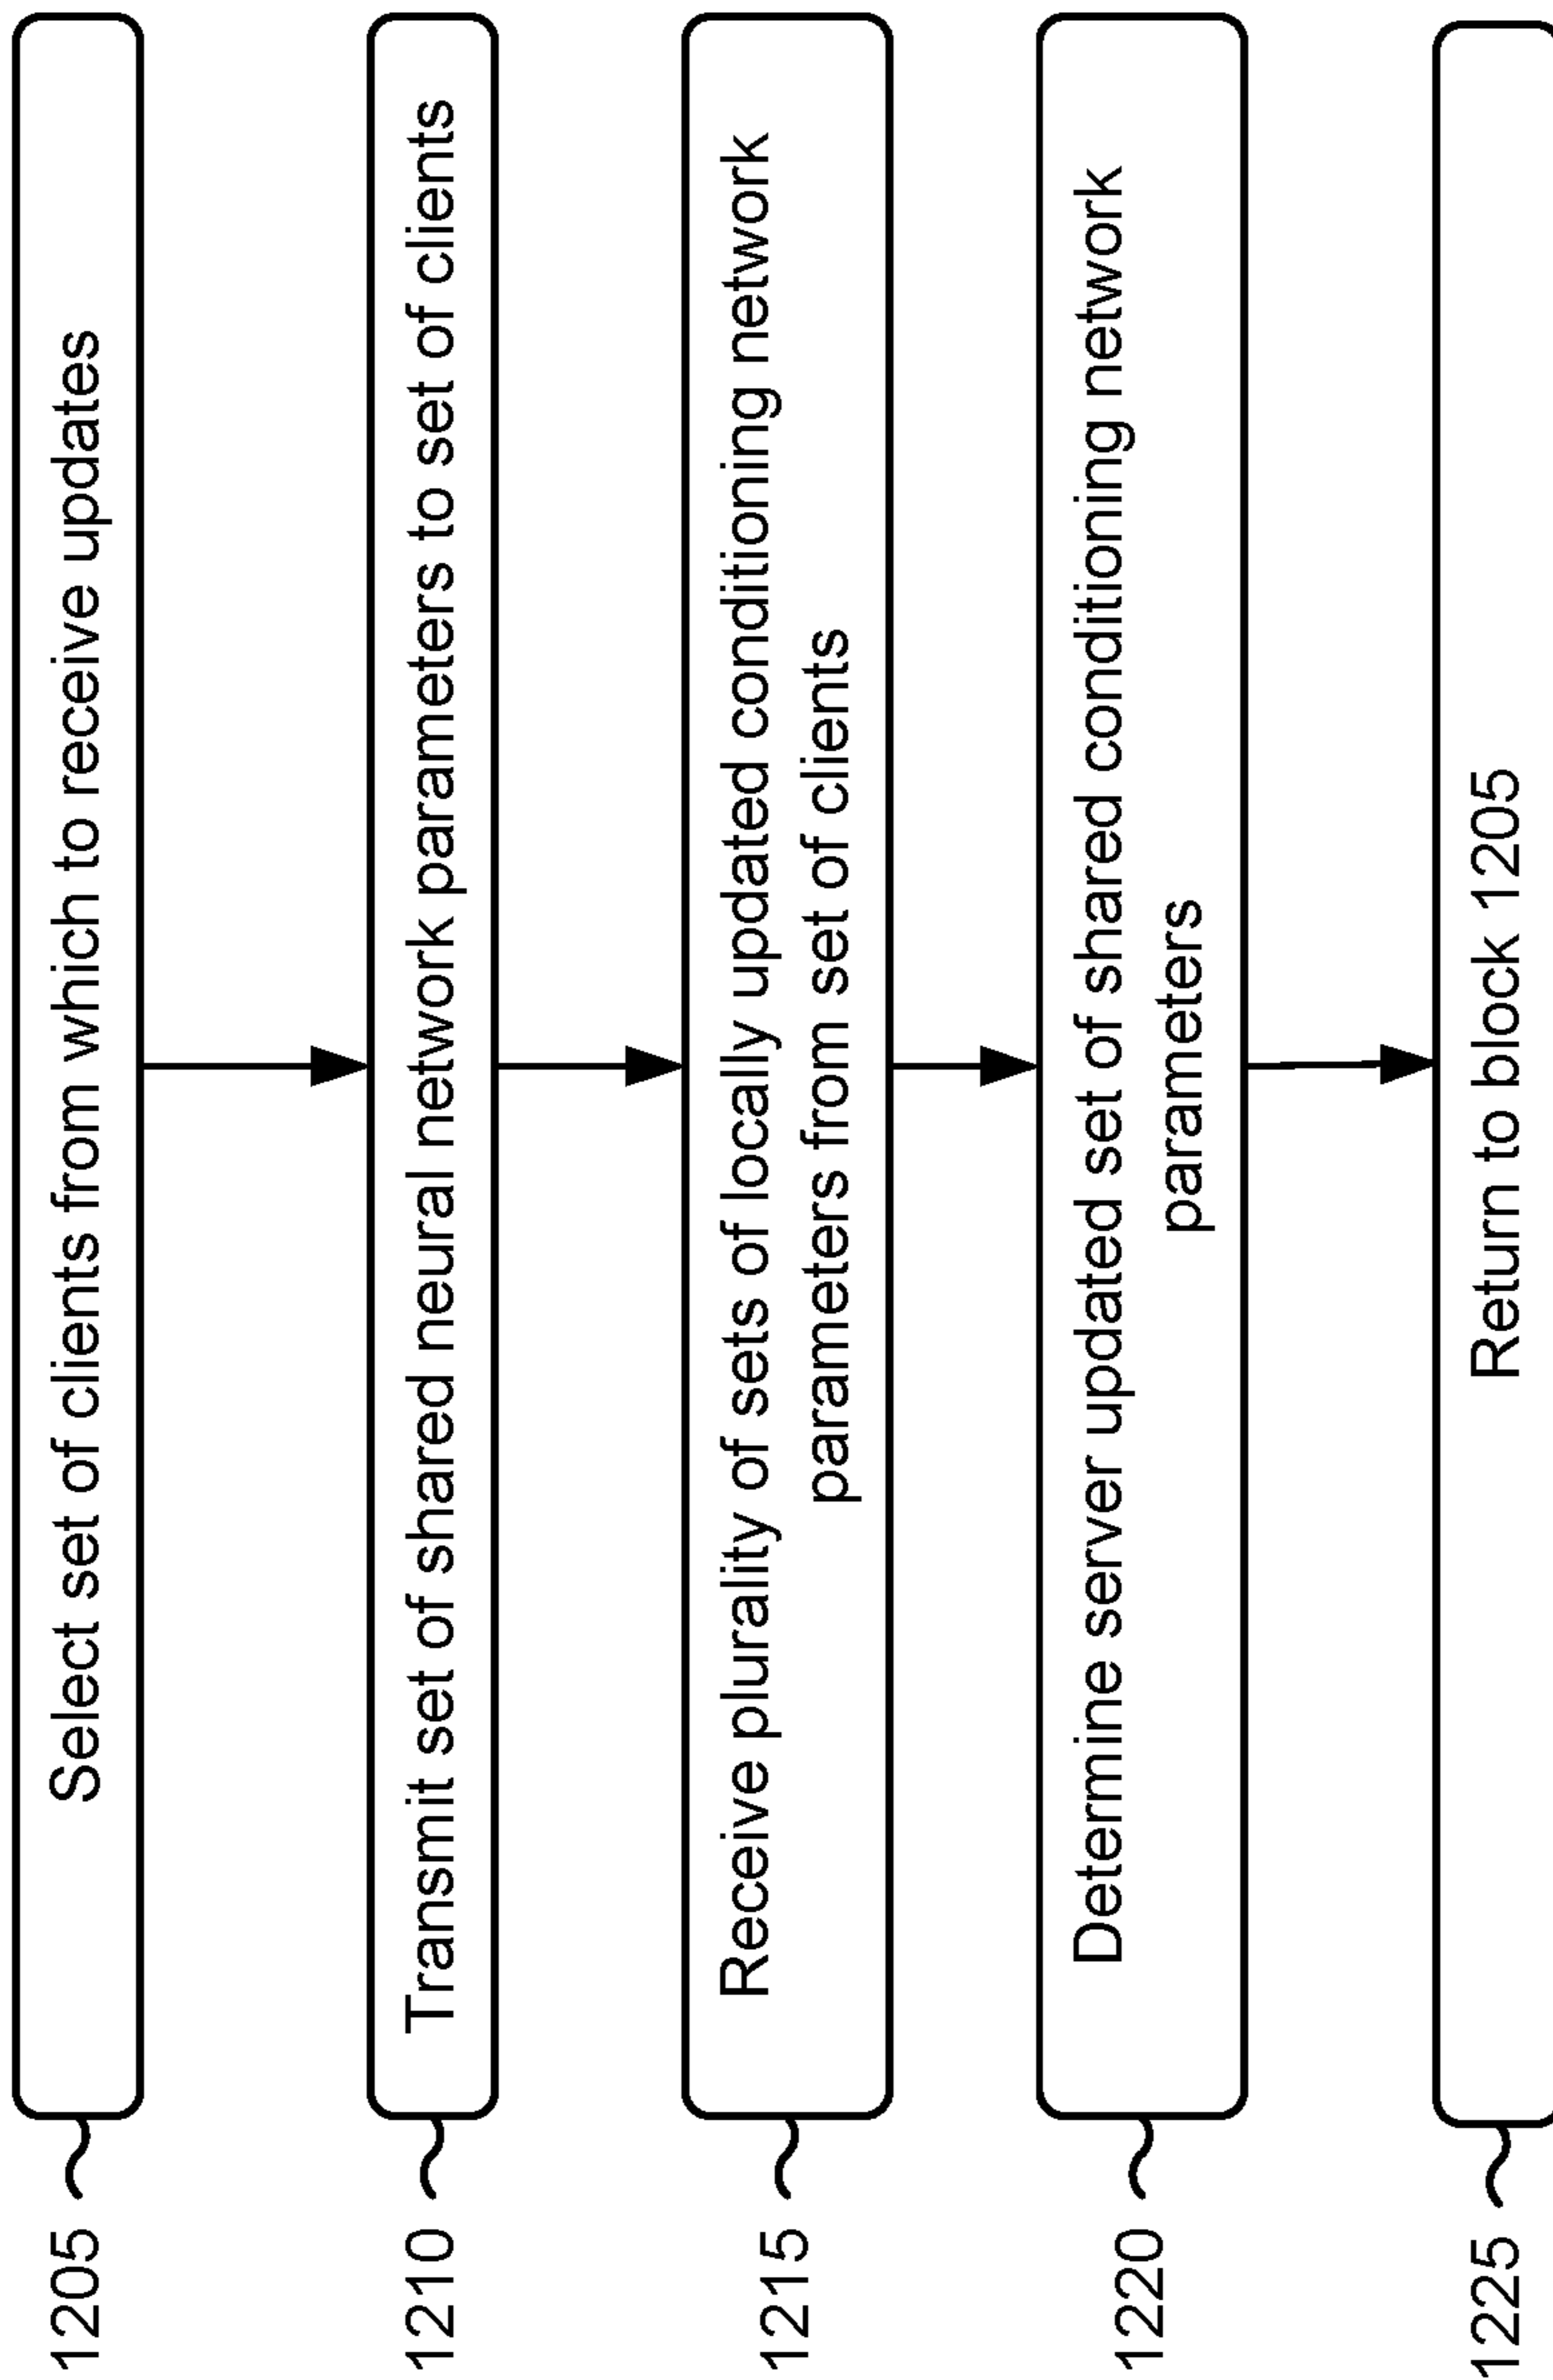 1205
Select set of clients from which to receive updates
1210
Transmit set of shared neural network parameters to set of clients
1215
Receive plurality of sets of locally updated conditioning network
parameters from set of clients
1220
Determine server updated set of shared conditioning network
parameters
1225
Return to block 1205